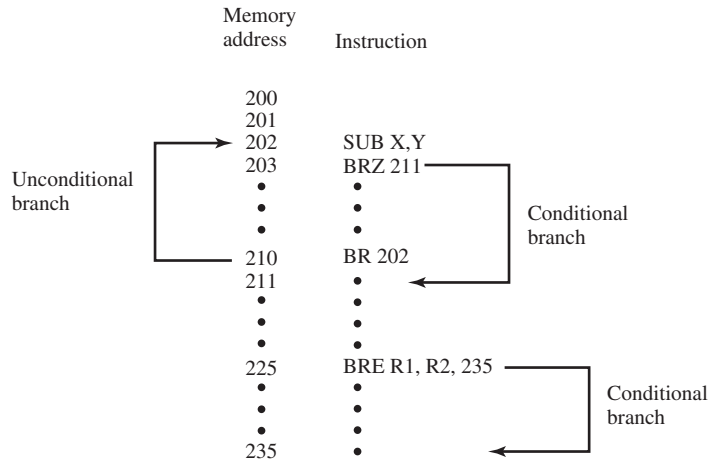 Memory address Instruction
200
201
202 SUB X,Y
203 BRZ 211
Unconditional branch
Conditional branch
210 BR 202
211
225 BRE R1, R2, 235
Conditional branch
235